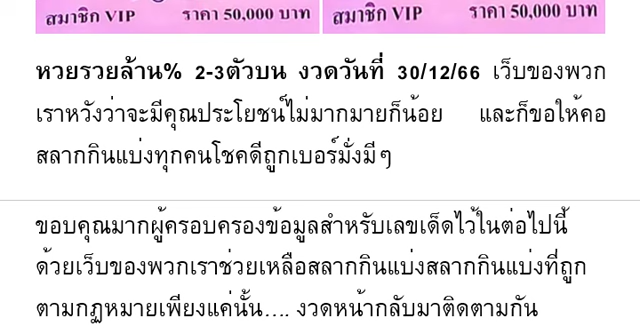 สมาชิก VIP ราคา 50,000 บาท สมาชิก VIP ราคา 50,000 บาท
หวยรวยล้าน% 2-3ตัวบน งวดวันที่ 30/12/66 เว็บของพวก
เราหวังว่าจะมีคุณประโยชน์ไม่มากมายก็น้อย และก็ขอให้คอ
สลากกินแบ่งทุกคนโชคดีถูกเบอร์มั่งมีๆ
ขอบคุณมากผู้ครอบครองข้อมูลสำหรับเลขเด็ดไว้ในต่อไปนี้
ด้วยเว็บของพวกเราช่วยเหลือสลากกินแบ่งสลากกินแบ่งที่ถูก
ตามกฏหมายเพียงแค่นั้น…. งวดหน้ากลับมาติดตามกัน